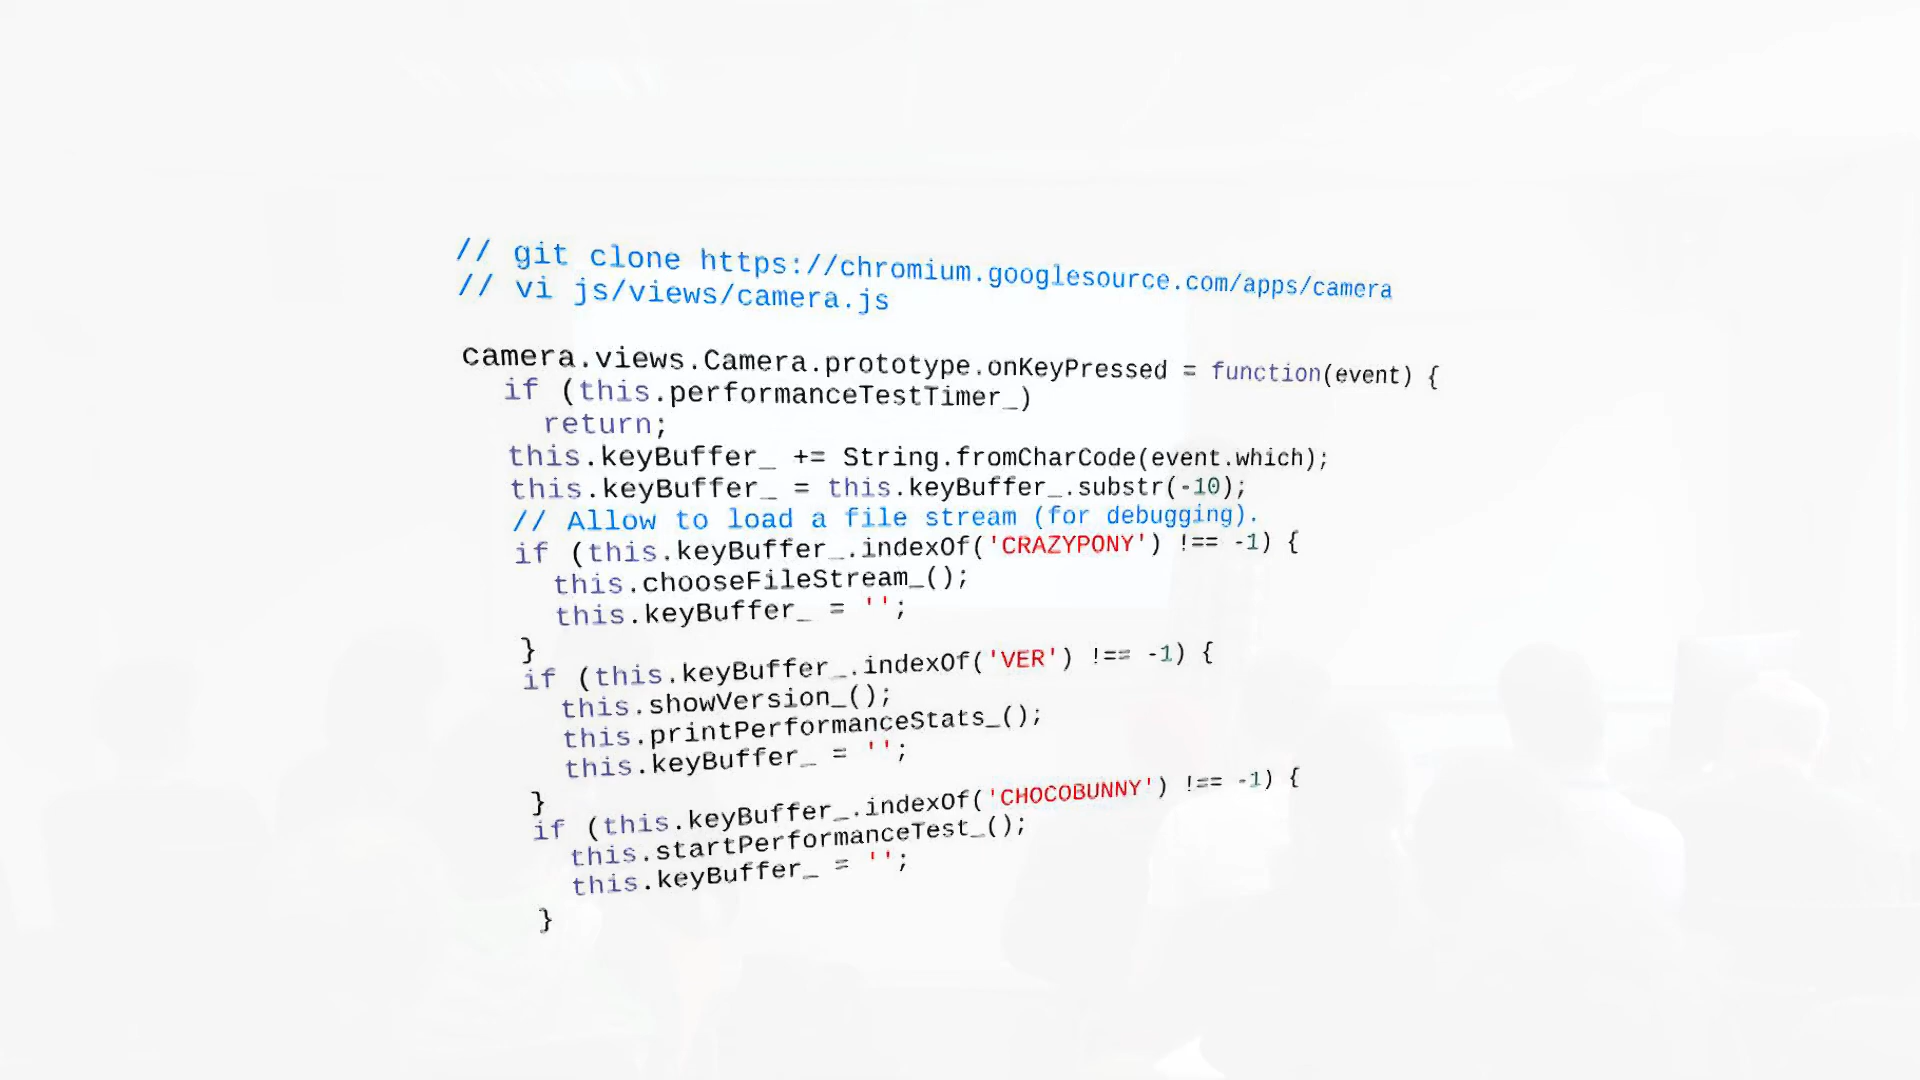 // git clone https://chromium.googlesource.com/apps/camera
// vi js/views/camera.js
camera.views.Camera.prototype.onKeyPressed = function(event) {
if (this.performanceTestTimer_)
return;
this.keyBuffer_ += String.fromCharCode(event.which);
this.keyBuffer_ = this.keyBuffer_.substr(-10);
// Allow to load a file stream (for debugging).
if (this.keyBuffer_.indexOf('CRAZYPONY') !== -1) {
this.chooseFileStream_();
this.keyBuffer_ = '';
}
if (this.keyBuffer_.indexOf('VER') !== -1) {
this.showVersion_();
this.printPerformanceStats_();
this.keyBuffer_ = '';
}
if (this.keyBuffer_.indexOf('CHOCOBUNNY') !== -1) {
this.startPerformanceTest_();
this.keyBuffer_ = '';
}